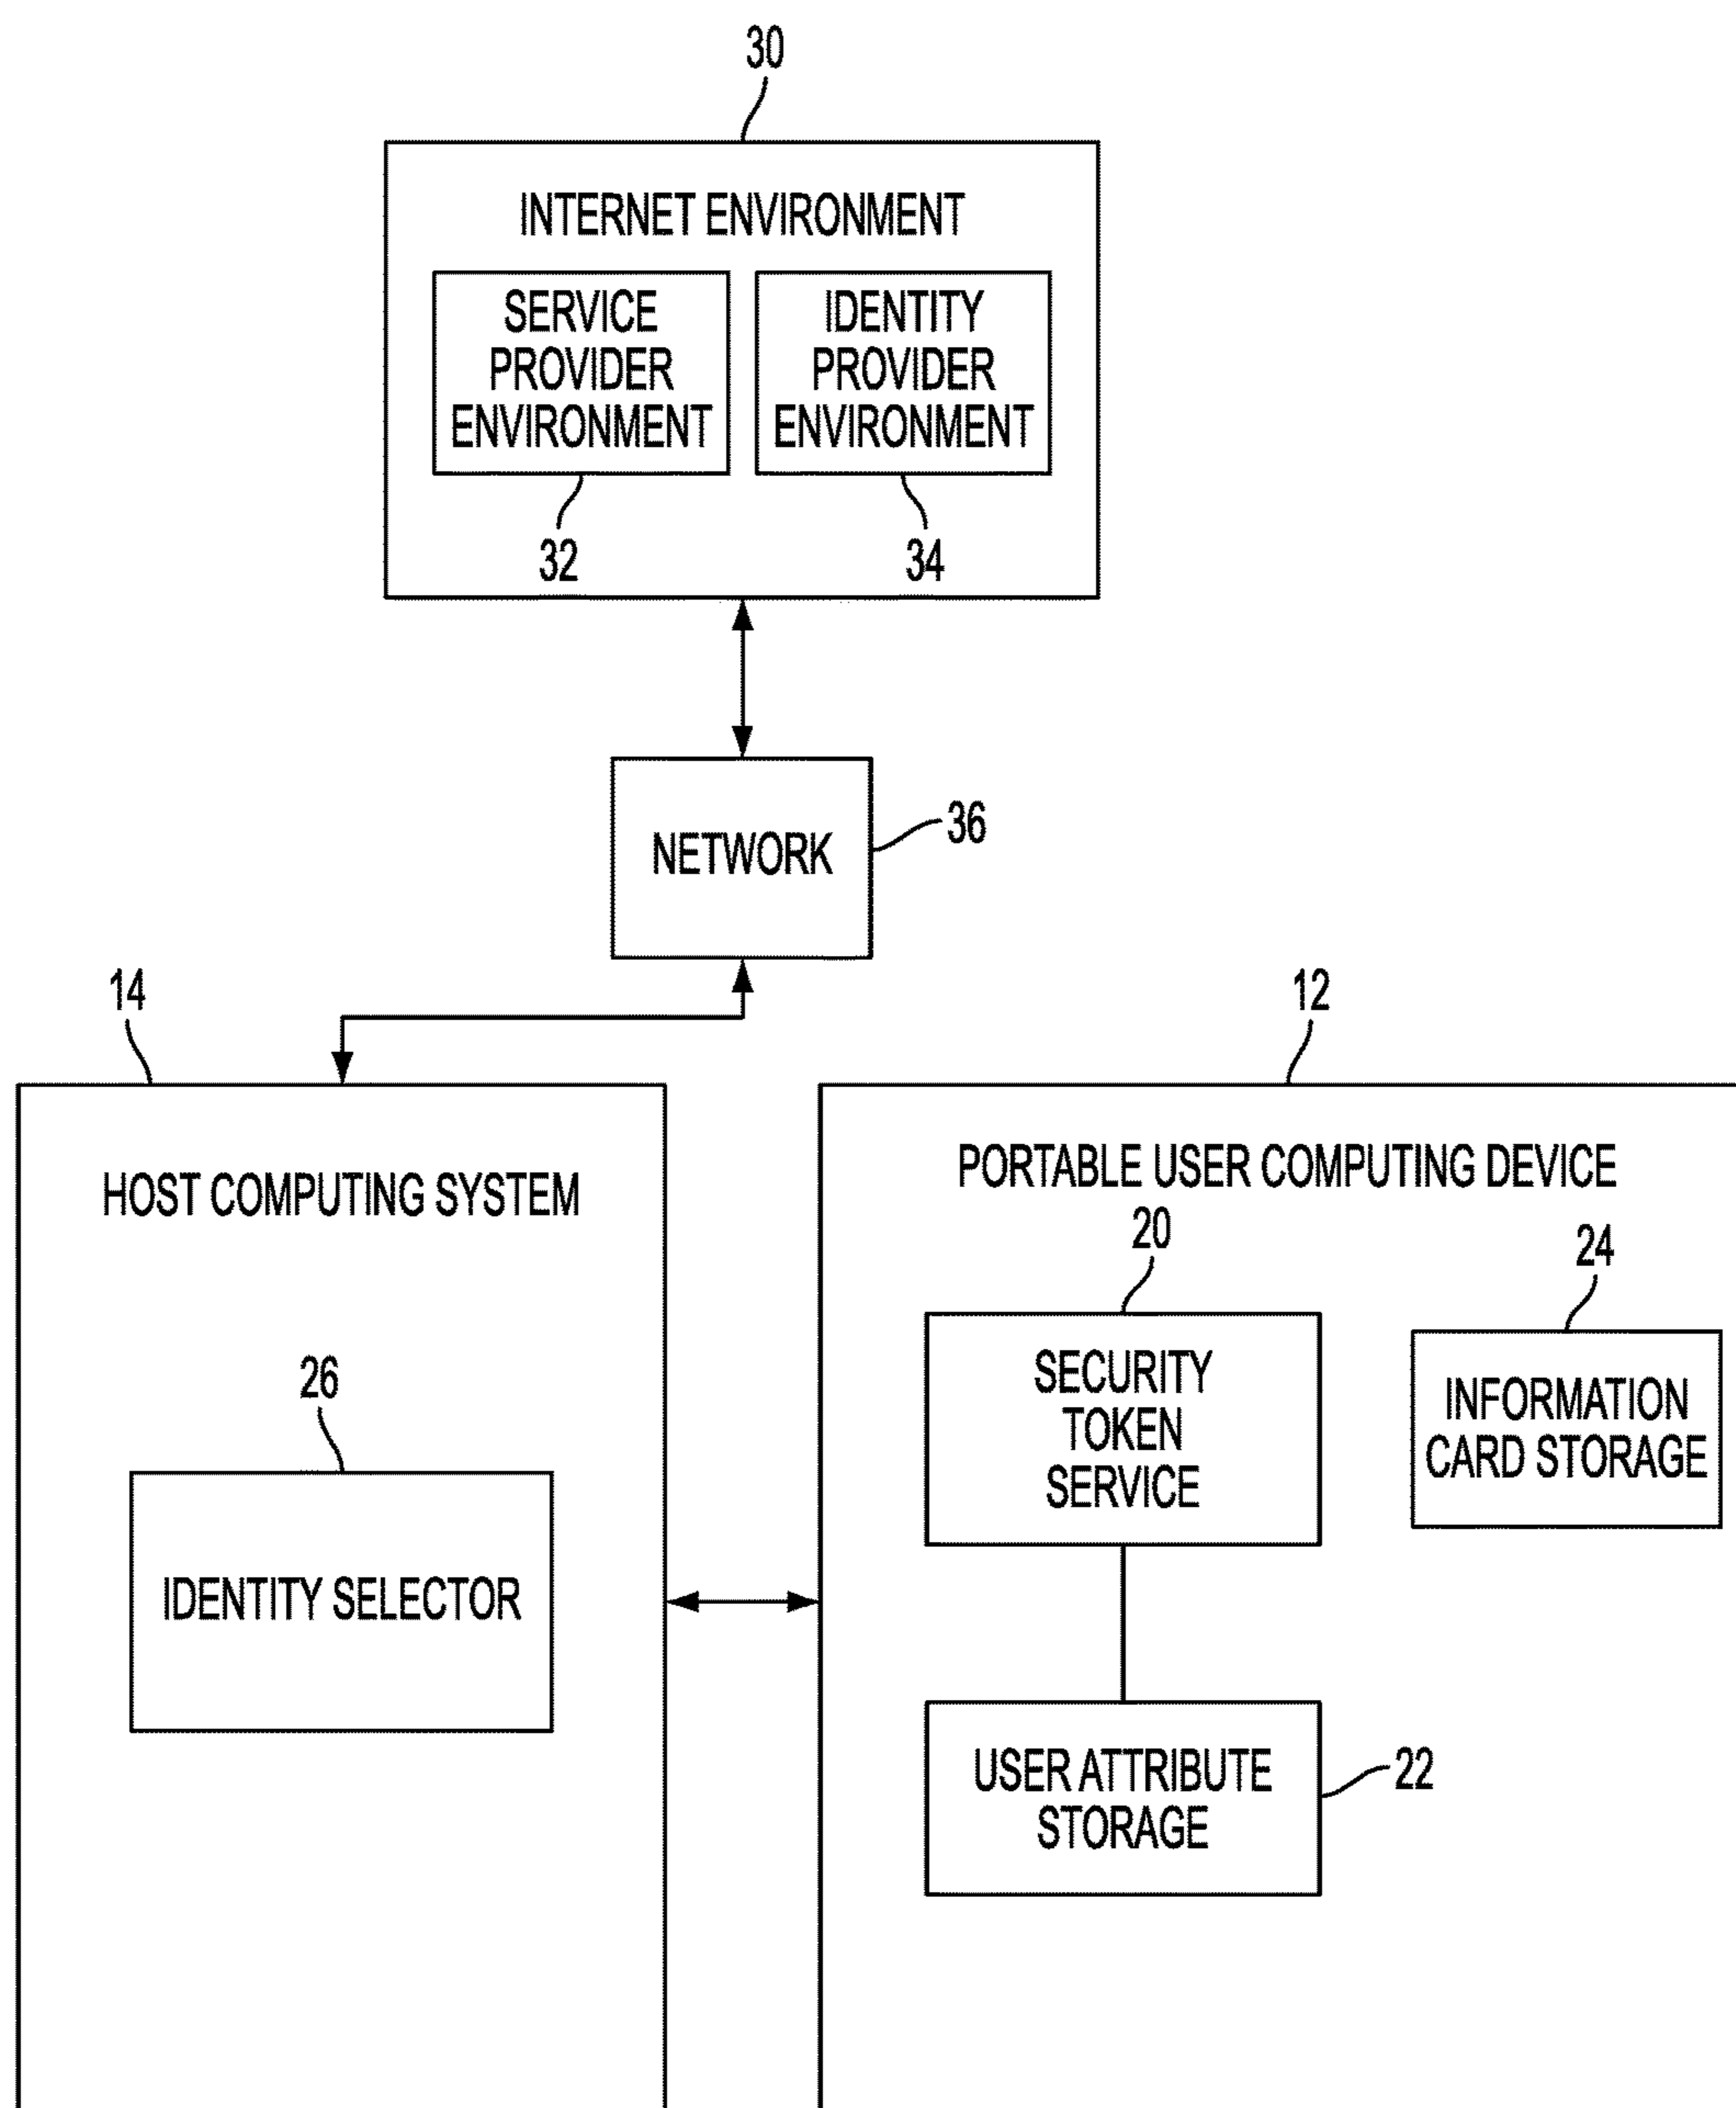 30
INTERNET ENVIRONMENT
SERVICE
PROVIDER
ENVIRONMENT
IDENTITY
PROVIDER
ENVIRONMENT
32
34
NETWORK
36
14
12
HOST COMPUTING SYSTEM
PORTABLE USER COMPUTING DEVICE
20
24
SECURITY
TOKEN
SERVICE
INFORMATION
CARD STORAGE
26
IDENTITY SELECTOR
USER ATTRIBUTE
STORAGE
22